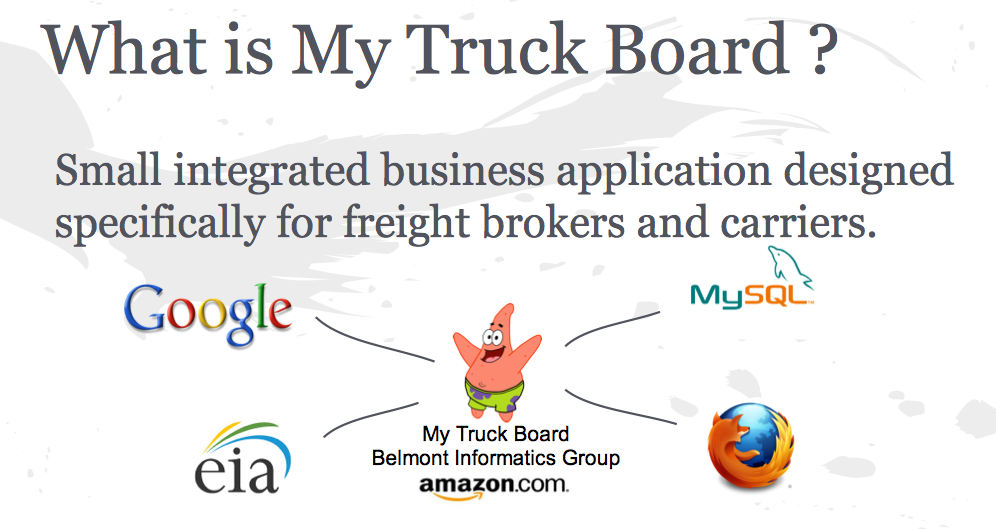 What is My Truck Board ?
Small integrated business application designed
specifically for freight brokers and carriers.
Google
MySQL™
eia
My Truck Board
Belmont Informatics Group
amazon.com.